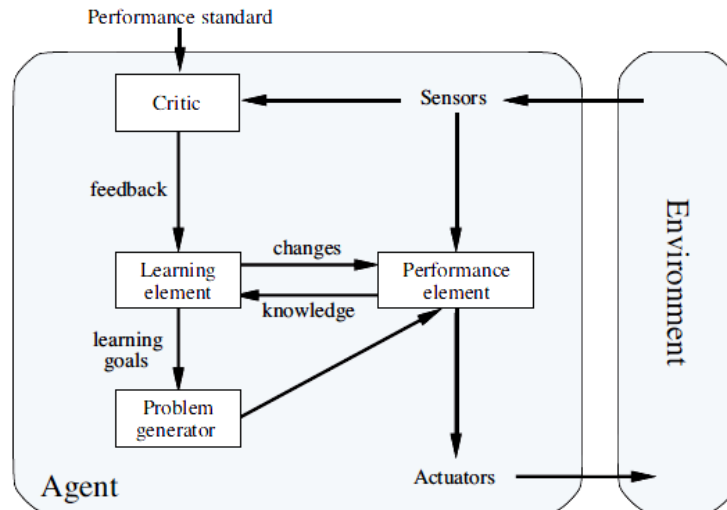 Performance standard
Critic
Sensors
feedback
changes
Learning
element
Performance
element
knowledge
learning
goals
Problem
generator
Agent
Actuators
Environment